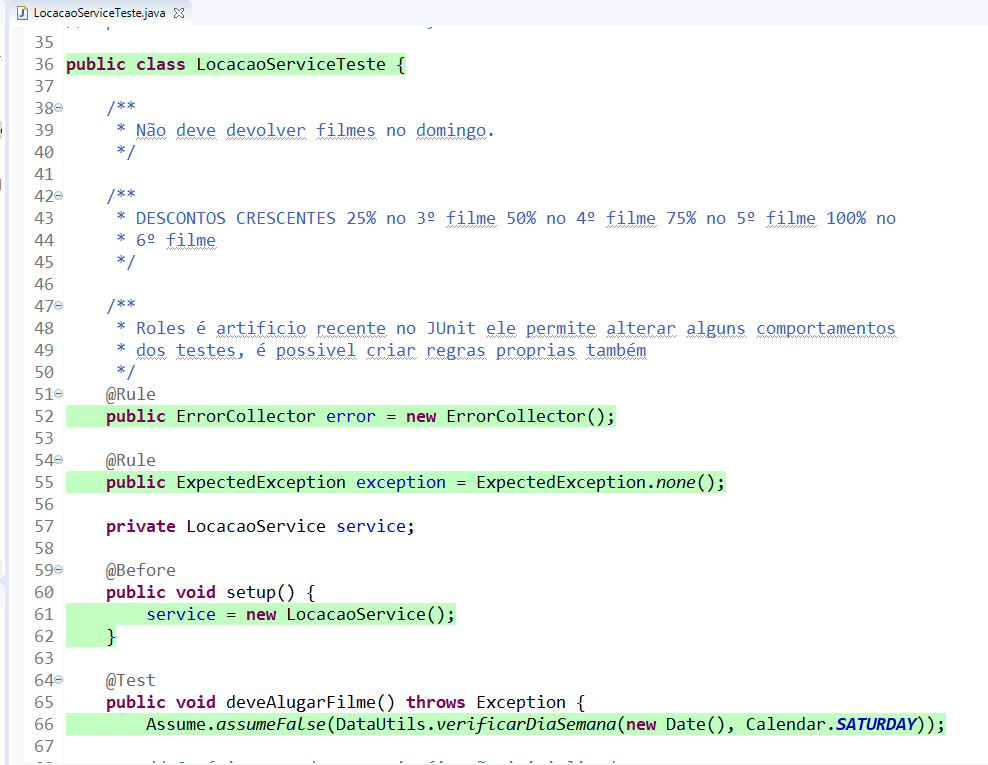 LocacaoServiceTeste.java
35
36 public class LocacaoServiceTeste {
37
38 /**
39 * Não deve devolver filmes no domingo.
40 */
41
42 /**
43 * DESCONTOS CRESCENTES 25% no 3º filme 50% no 4º filme 75% no 5º filme 100% no
44 * 6º filme
45 */
46
47 /**
48 * Roles é artificio recente no JUnit ele permite alterar alguns comportamentos
49 * dos testes, é possivel criar regras proprias também
50 */
51 @Rule
52 public ErrorCollector error = new ErrorCollector();
53
54 @Rule
55 public ExpectedException exception = ExpectedException.none();
56
57 private LocacaoService service;
58
59 @Before
60 public void setup() {
61 service = new LocacaoService();
62 }
63
64 @Test
65 public void deveAlugarFilme() throws Exception {
66 Assume.assumeFalse(DataUtils.verificarDiaSemana(new Date(), Calendar.SATURDAY));
67